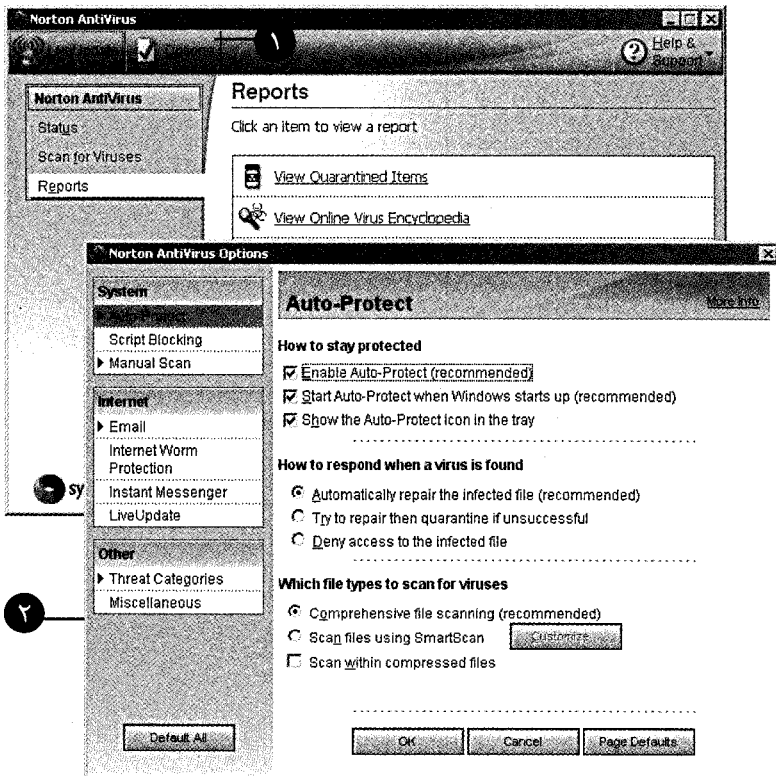 Norton AntiVirus
١
Help &
Support
Norton AntiVirus
Status
Scan for Viruses
Reports
Reports
Click an item to view a report
View Quarantined Items
View Online Virus Encyclopedia
sy
Norton AntiVirus Options
System
Auto-Protect
Script Blocking
Manual Scan
Internet
Email
Internet Worm
Protection
Instant Messenger
LiveUpdate
Other
Threat Categories
Miscellaneous
٢
Default All
Auto-Protect
More Info
How to stay protected
Enable Auto-Protect (recommended)
Start Auto-Protect when Windows starts up (recommended)
Show the Auto-Protect icon in the tray
How to respond when a virus is found
Automatically repair the infected file (recommended)
Try to repair then quarantine if unsuccessful
Deny access to the infected file
Which file types to scan for viruses
Comprehensive file scanning (recommended)
Scan files using SmartScan
Customize
Scan within compressed files
OK
Cancel
Page Defaults